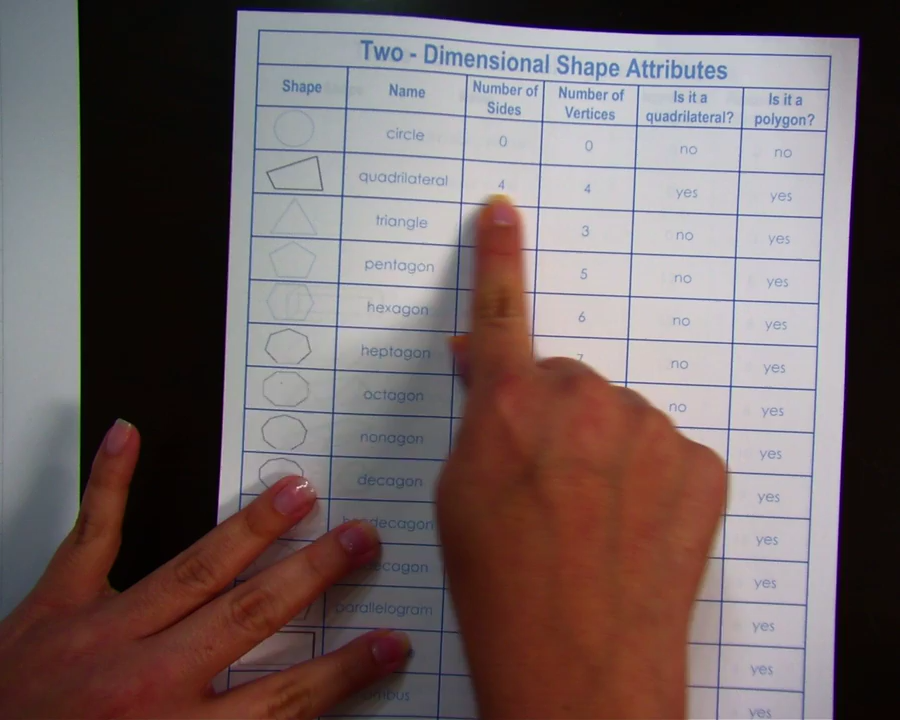 Two - Dimensional Shape Attributes
Shape Name Number of Sides Number of Vertices Is it a quadrilateral? Is it a polygon?
circle 0 0 no no
quadrilateral 4 4 yes yes
triangle 3 no yes
pentagon 5 no yes
hexagon 6 no yes
heptagon 7 no yes
octagon no yes
nonagon yes
decagon yes
yes
yes
parallelogram yes
yes
yes